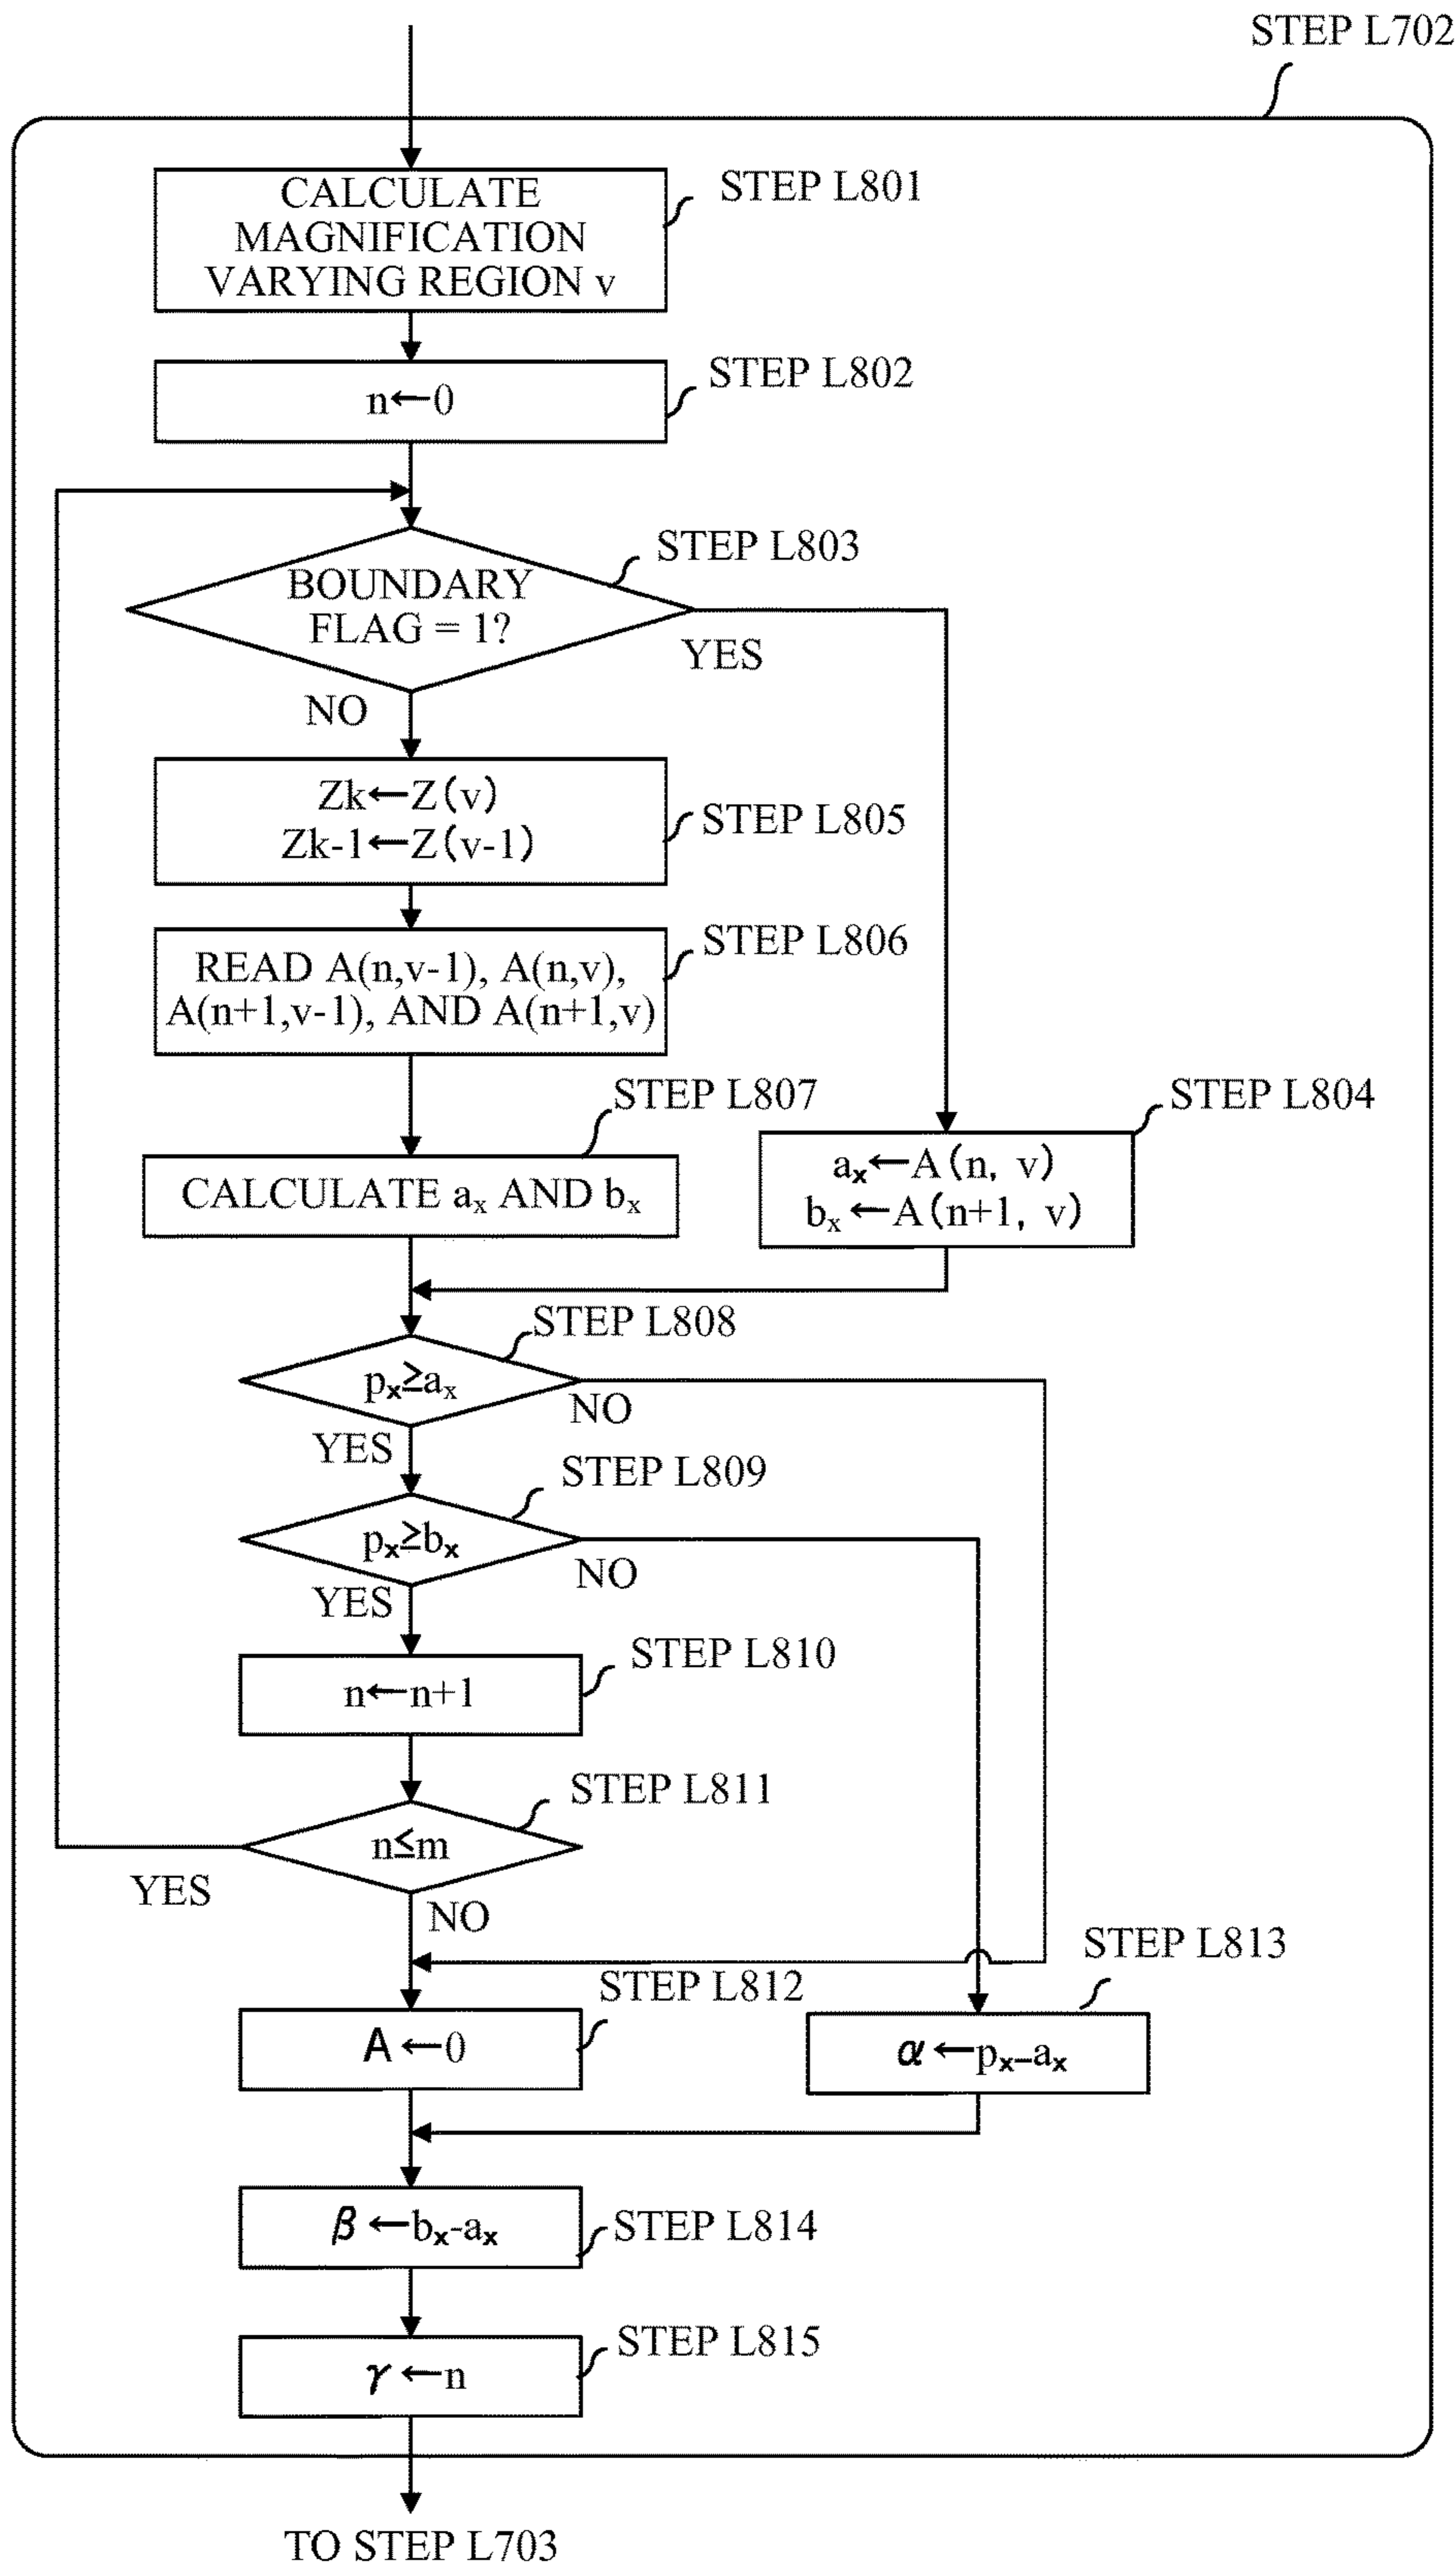 STEP L702
CALCULATE
MAGNIFICATION
VARYING REGION v
STEP L801
n←0
STEP L802
BOUNDARY
FLAG = 1?
STEP L803
YES
NO
Zk←Z(v)
Zk-1←Z(v-1)
STEP L805
READ A(n,v-1), A(n,v),
A(n+1,v-1), AND A(n+1,v)
STEP L806
STEP L807
CALCULATE aₓ AND bₓ
STEP L804
aₓ←A(n, v)
bₓ←A(n+1, v)
STEP L808
pₓ≥aₓ
NO
YES
STEP L809
pₓ≥bₓ
NO
YES
STEP L810
n←n+1
STEP L811
n≤m
YES
NO
STEP L812
A←0
STEP L813
α←pₓ–aₓ
β←bₓ-aₓ
STEP L814
γ←n
STEP L815
TO STEP L703